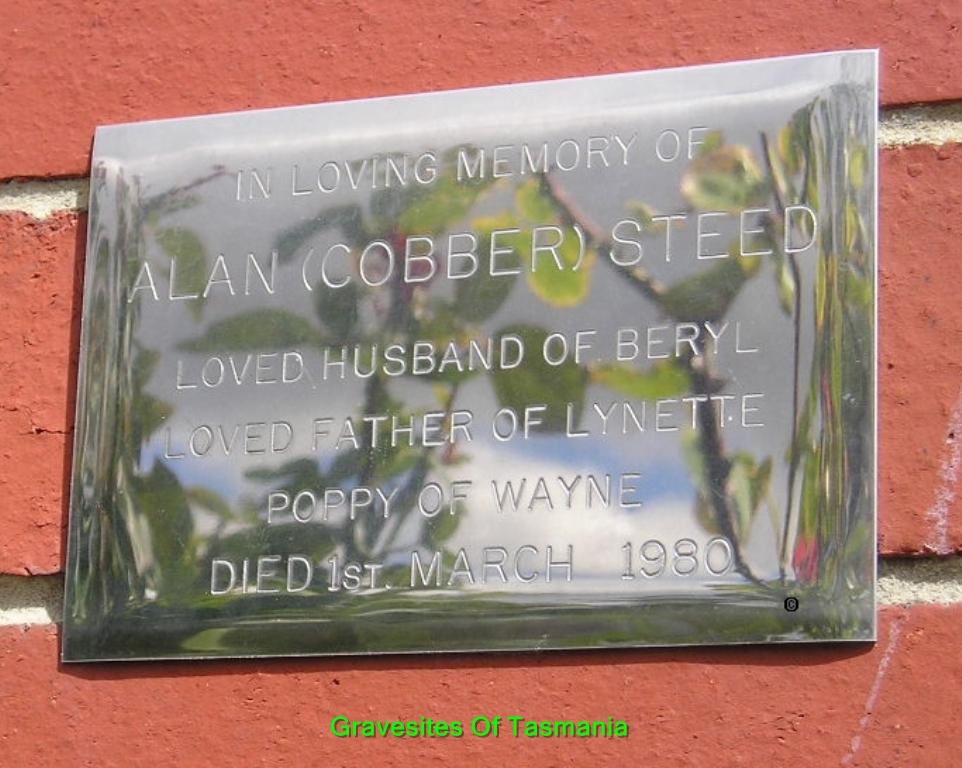 IN LOVING MEMORY OF
ALAN (COBBER) STEED
LOVED HUSBAND OF BERYL
LOVED FATHER OF LYNETTE
POPPY OF WAYNE
DIED 1ST. MARCH 1980
©
Gravesites Of Tasmania